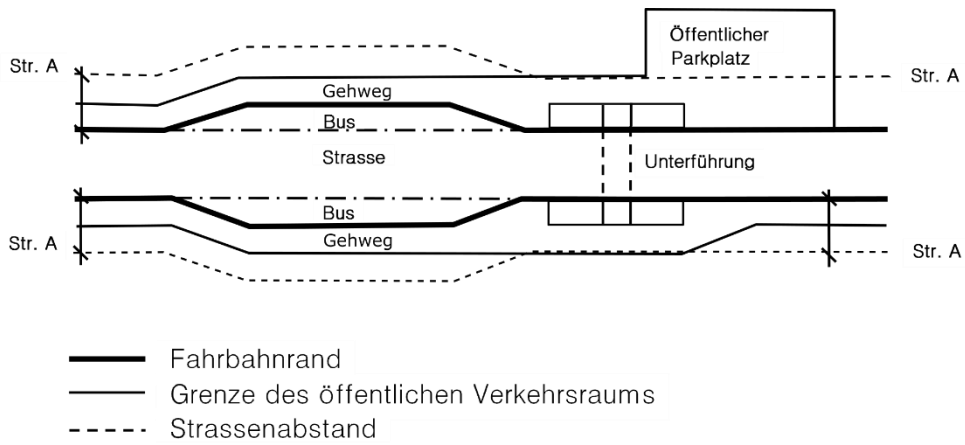 Öffentlicher
Parkplatz
Str. A
Str. A
Gehweg
Bus
Strasse
Unterführung
Bus
Gehweg
Str. A
Str. A
Fahrbahnrand
Grenze des öffentlichen Verkehrsraums
Strassenabstand